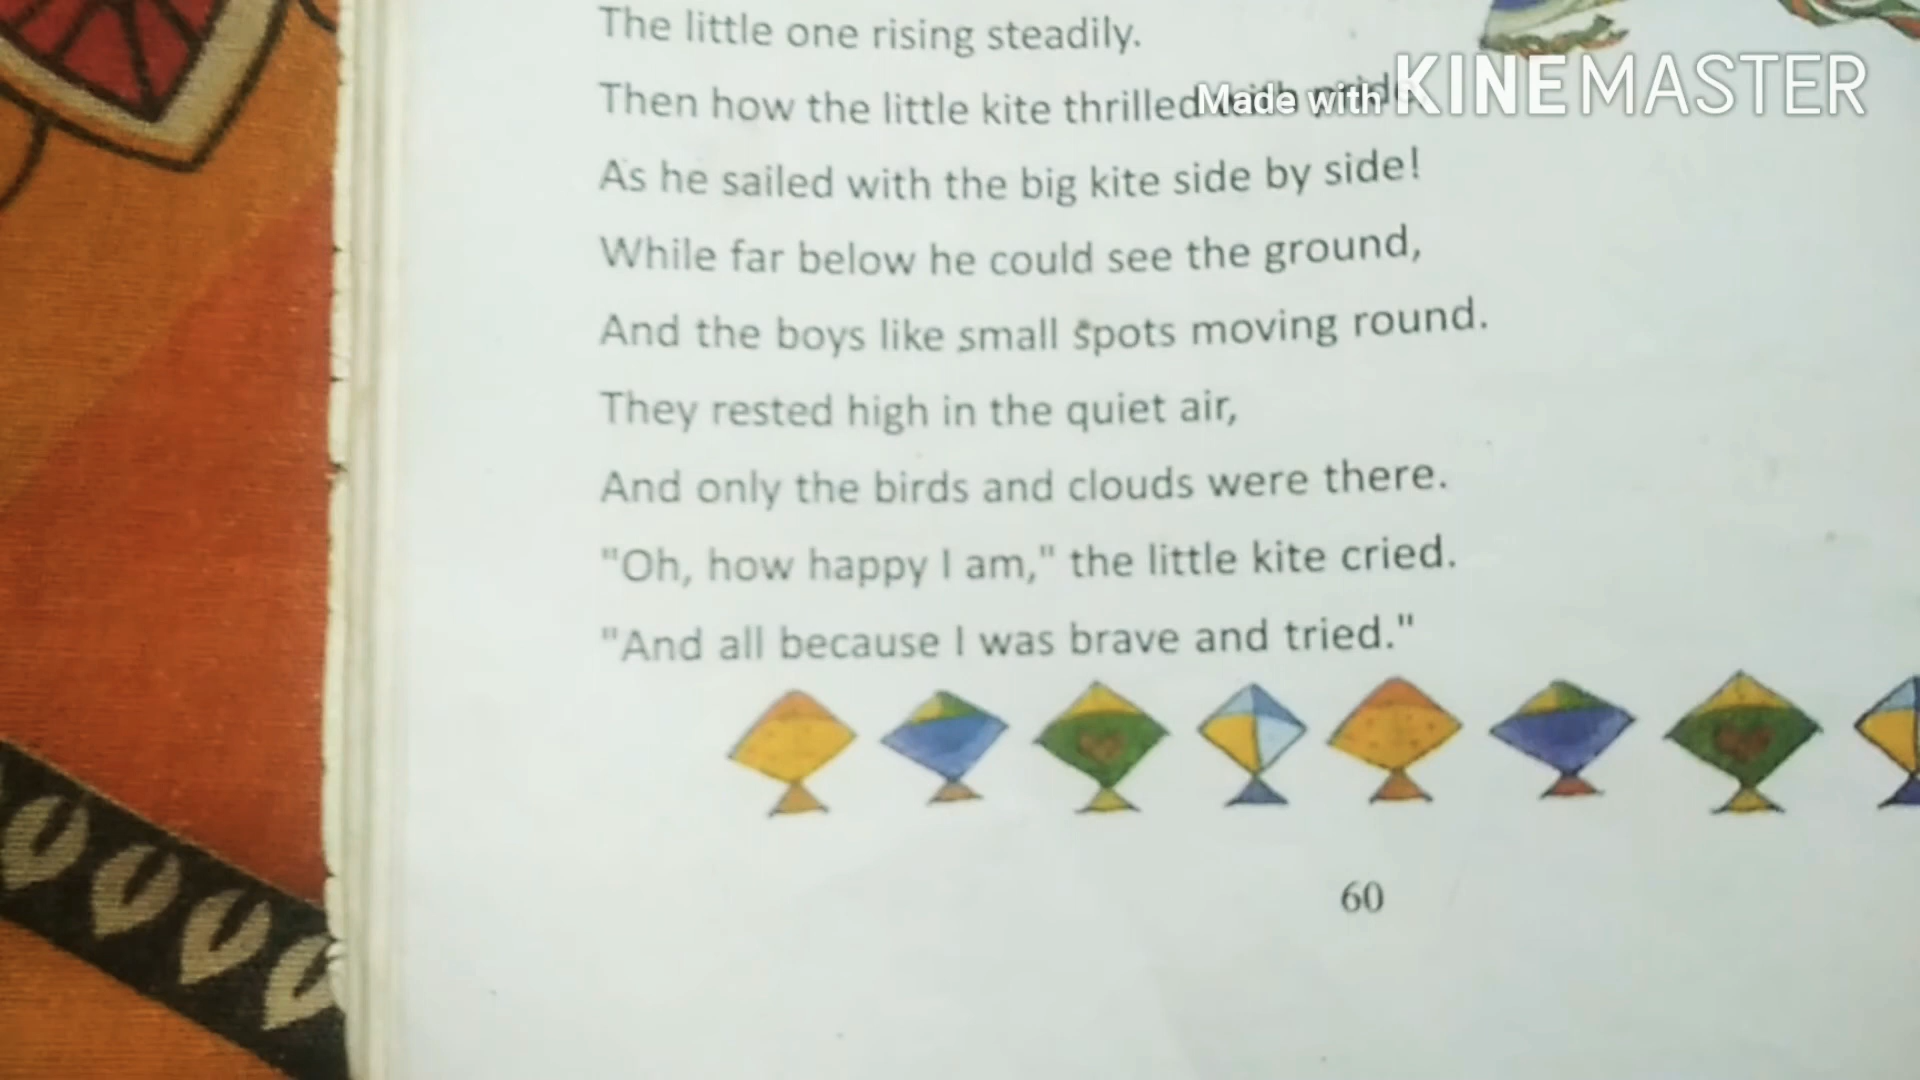 The little one rising steadily.
Then how the little kite thrilled
Made with KINEMASTER
As he sailed with the big kite side by side!
While far below he could see the ground,
And the boys like small spots moving round.
They rested high in the quiet air,
And only the birds and clouds were there.
"Oh, how happy I am," the little kite cried.
"And all because I was brave and tried."
60